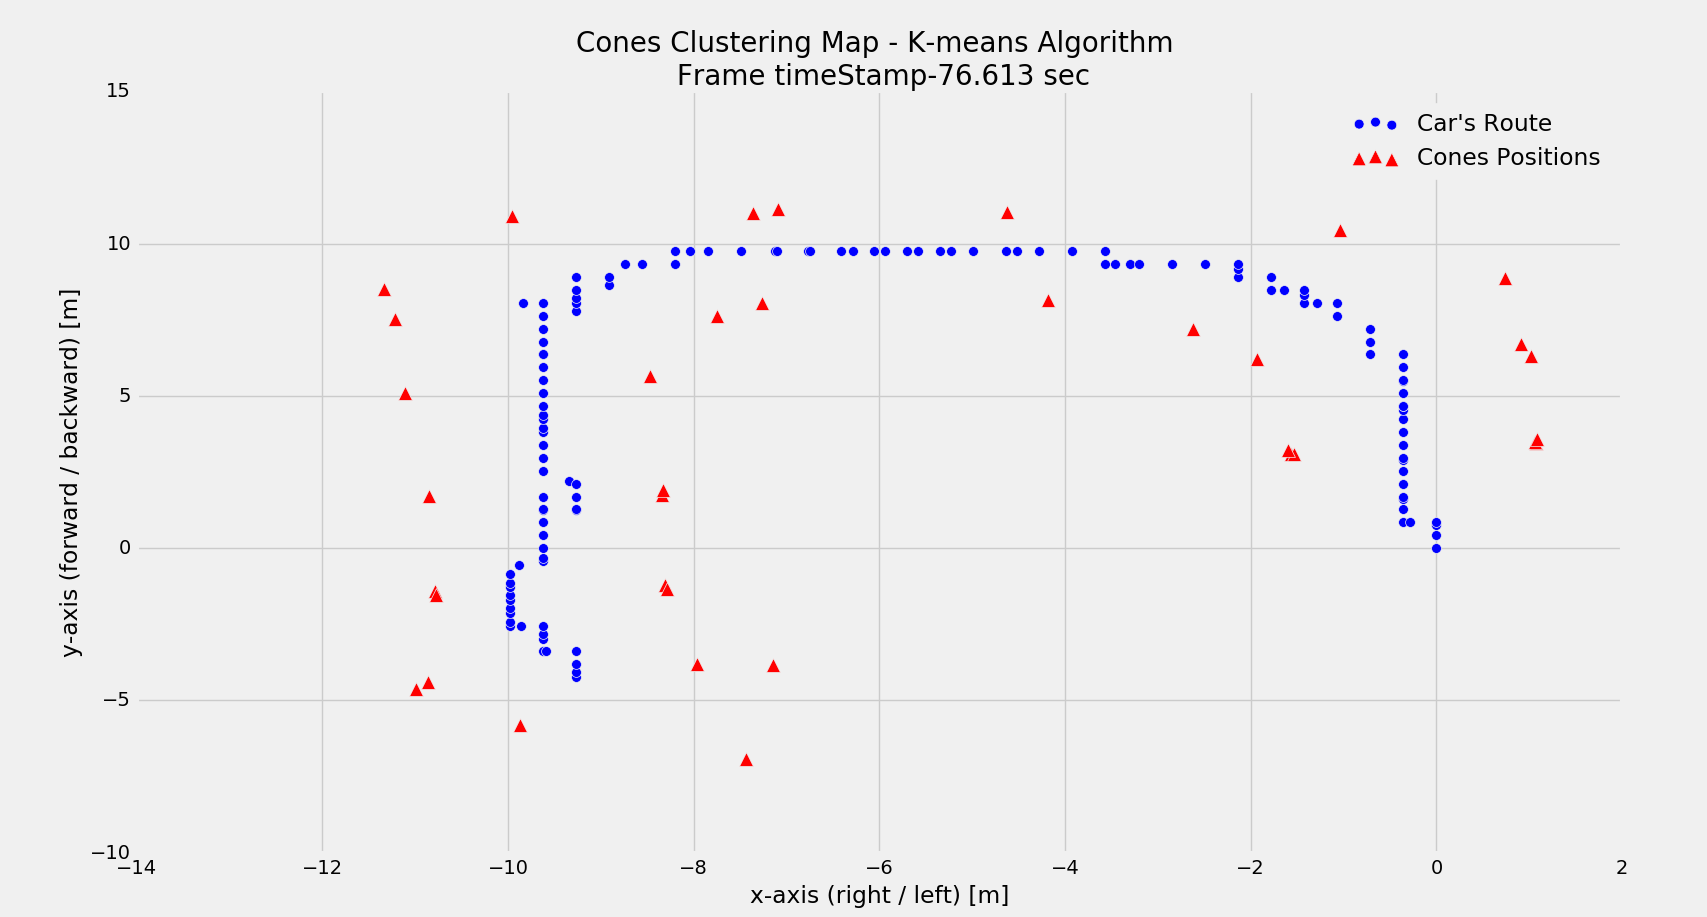 Cones Clustering Map - K-means Algorithm
Frame timeStamp-76.613 sec
Car's Route
Cones Positions
15
10
5
0
−5
−10
y-axis (forward / backward) [m]
−14 −12 −10 −8 −6 −4 −2 0 2
x-axis (right / left) [m]